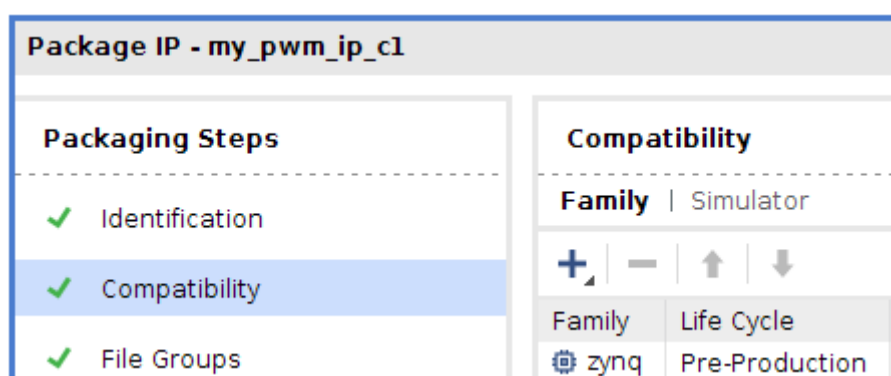 Package IP - my_pwm_ip_c1
Packaging Steps
Identification
Compatibility
File Groups
Compatibility
Family | Simulator
Family Life Cycle
zynq Pre-Production